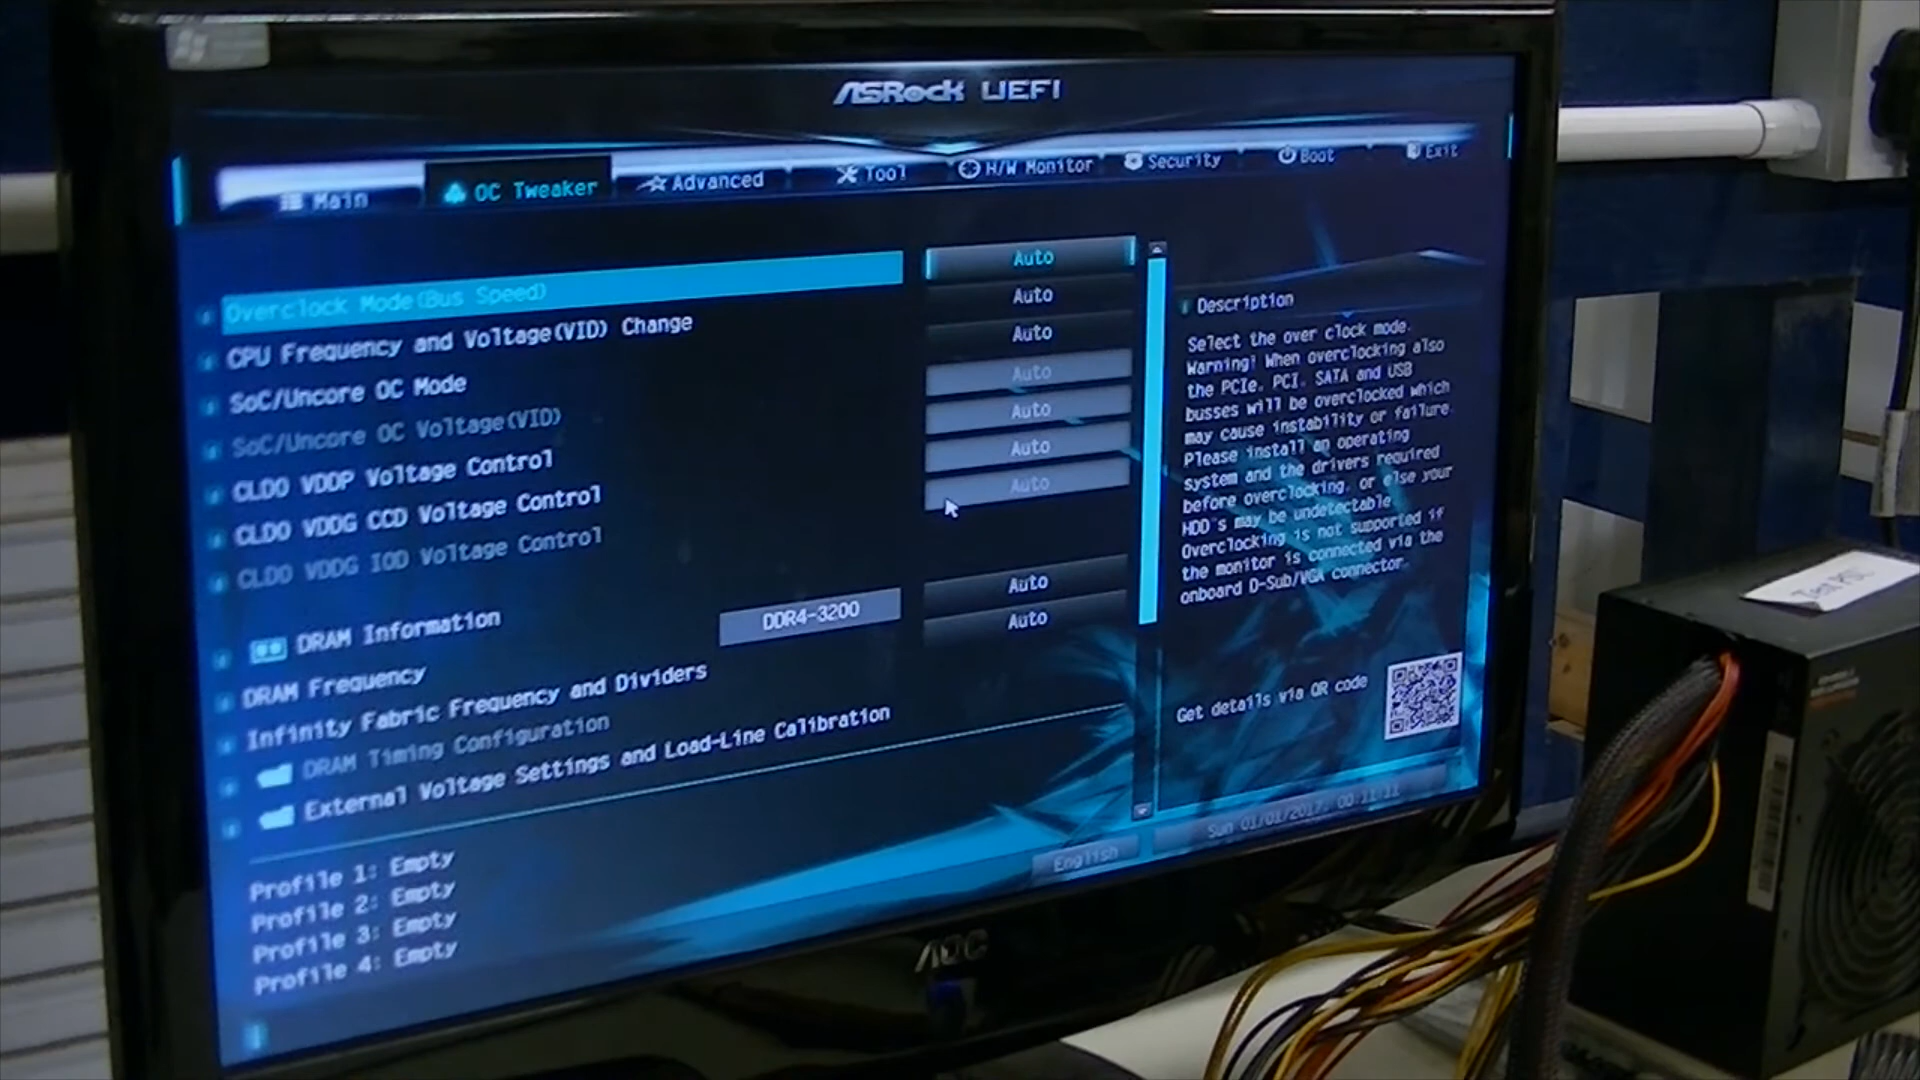 ASRock UEFI
Main OC Tweaker Advanced Tool H/W Monitor Security Boot Exit
Overclock Mode(Bus Speed) Auto
CPU Frequency and Voltage(VID) Change Auto
SoC/Uncore OC Mode Auto
SoC/Uncore OC Voltage(VID) Auto
CLDO VDDP Voltage Control Auto
CLDO VDDG CCD Voltage Control Auto
CLDO VDDG IOD Voltage Control Auto
DRAM Information
DRAM Frequency DDR4-3200 Auto
Infinity Fabric Frequency and Dividers Auto
DRAM Timing Configuration
External Voltage Settings and Load-Line Calibration
Profile 1: Empty
Profile 2: Empty
Profile 3: Empty
Profile 4: Empty
Description
Select the over clock mode.
Warning! When overclocking also
the PCIe, PCI, SATA and USB
busses will be overclocked which
may cause instability or failure.
Please install an operating
system and the drivers required
before overclocking, or else your
HDD's may be undetectable
Overclocking is not supported if
the monitor is connected via the
onboard D-Sub/VGA connector.
Get details via QR code
English
Sun 01/01/2017, 00:11:11
AOC